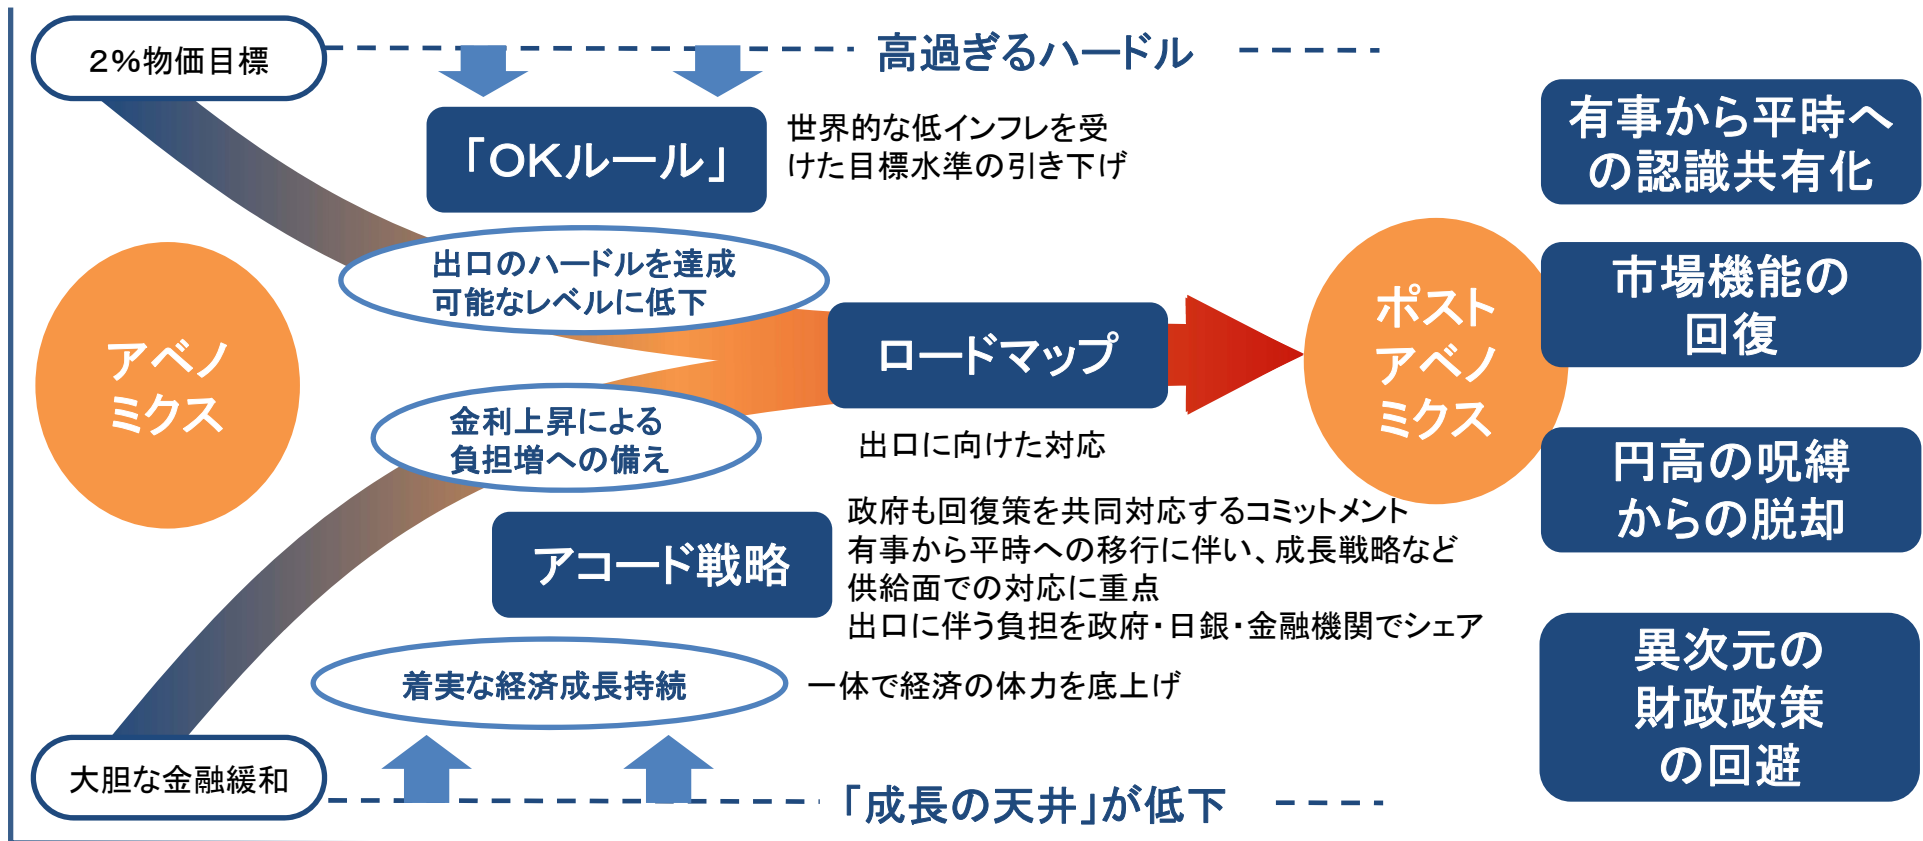 2%物価目標
高過ぎるハードル
「OKルール」
世界的な低インフレを受
けた目標水準の引き下げ
出口のハードルを達成
可能なレベルに低下
アベノ
ミクス
ロードマップ
出口に向けた対応
金利上昇による
負担増への備え
アコード戦略
政府も回復策を共同対応するコミットメント
有事から平時への移行に伴い、成長戦略など
供給面での対応に重点
出口に伴う負担を政府・日銀・金融機関でシェア
着実な経済成長持続
一体で経済の体力を底上げ
大胆な金融緩和
「成長の天井」が低下
ポスト
アベノ
ミクス
有事から平時へ
の認識共有化
市場機能の
回復
円高の呪縛
からの脱却
異次元の
財政政策
の回避